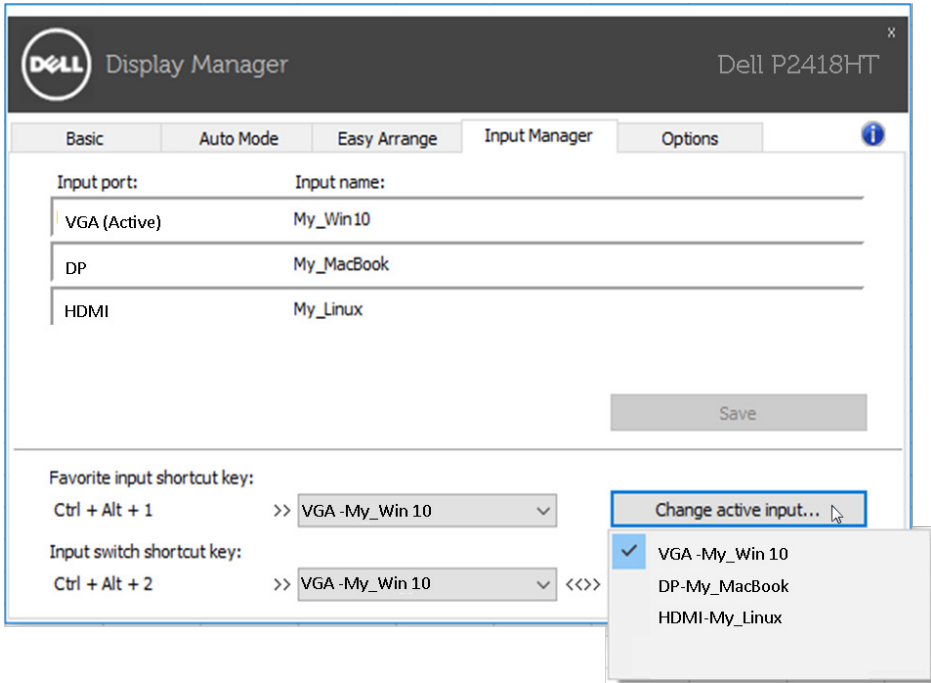 DELL Display Manager Dell P2418HT
x
Basic Auto Mode Easy Arrange Input Manager Options i
Input port: Input name:
VGA (Active) My_Win10
DP My_MacBook
HDMI My_Linux
Save
Favorite input shortcut key:
Ctrl + Alt + 1 >> VGA -My_Win 10 Change active input...
Input switch shortcut key:
Ctrl + Alt + 2 >> VGA -My_Win 10 <<>>
VGA -My_Win 10
DP-My_MacBook
HDMI-My_Linux